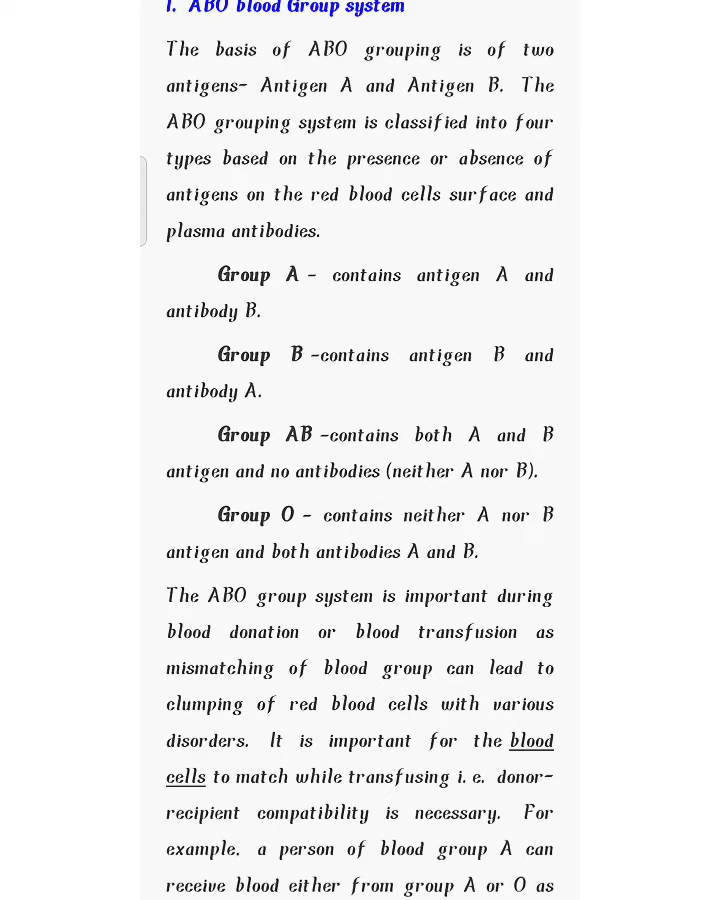 1. ABO blood Group system
The basis of ABO grouping is of two
antigens- Antigen A and Antigen B. The
ABO grouping system is classified into four
types based on the presence or absence of
antigens on the red blood cells surface and
plasma antibodies.
Group A - contains antigen A and
antibody B.
Group B -contains antigen B and
antibody A.
Group AB -contains both A and B
antigen and no antibodies (neither A nor B).
Group O - contains neither A nor B
antigen and both antibodies A and B.
The ABO group system is important during
blood donation or blood transfusion as
mismatching of blood group can lead to
clumping of red blood cells with various
disorders. It is important for the blood
cells to match while transfusing i.e. donor-
recipient compatibility is necessary. For
example, a person of blood group A can
receive blood either from group A or O as